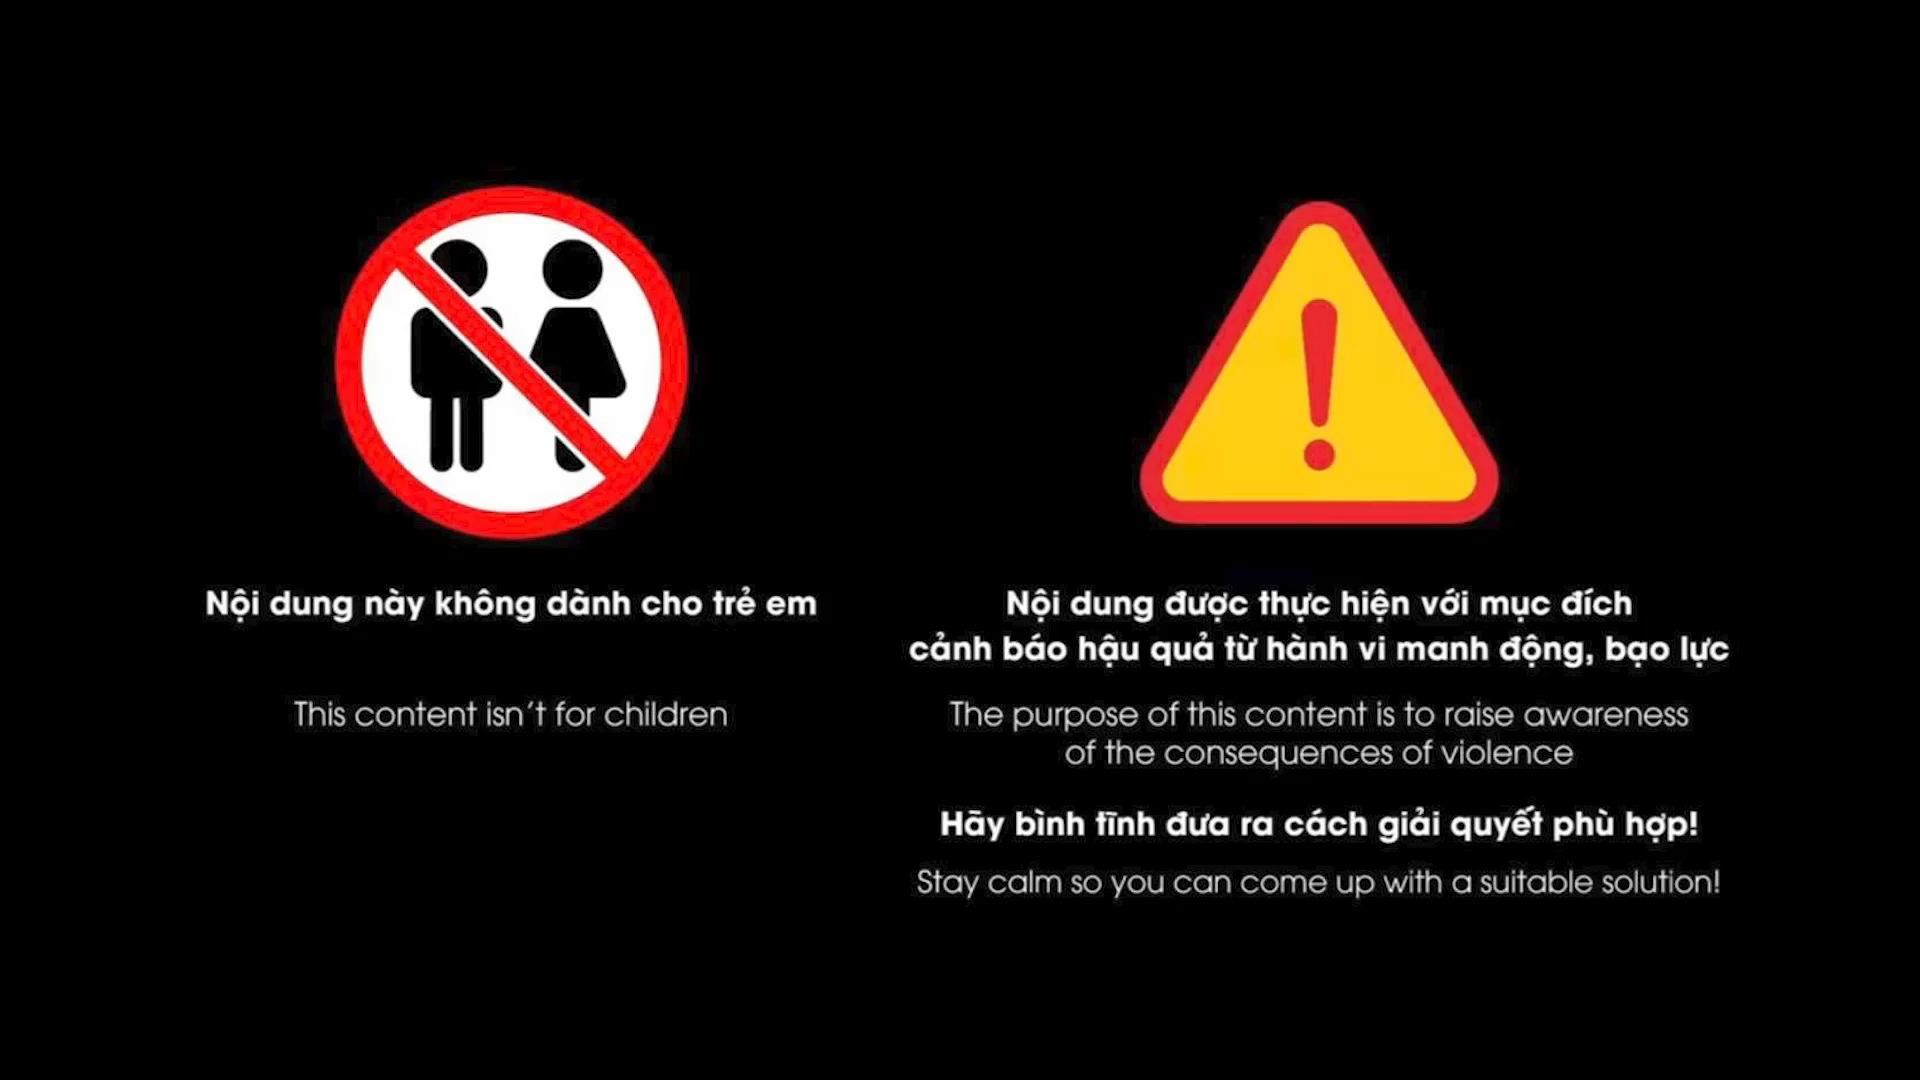 Nội dung này không dành cho trẻ em
This content isn't for children
Nội dung được thực hiện với mục đích
cảnh báo hậu quả từ hành vi manh động, bạo lực
The purpose of this content is to raise awareness
of the consequences of violence
Hãy bình tĩnh đưa ra cách giải quyết phù hợp!
Stay calm so you can come up with a suitable solution!